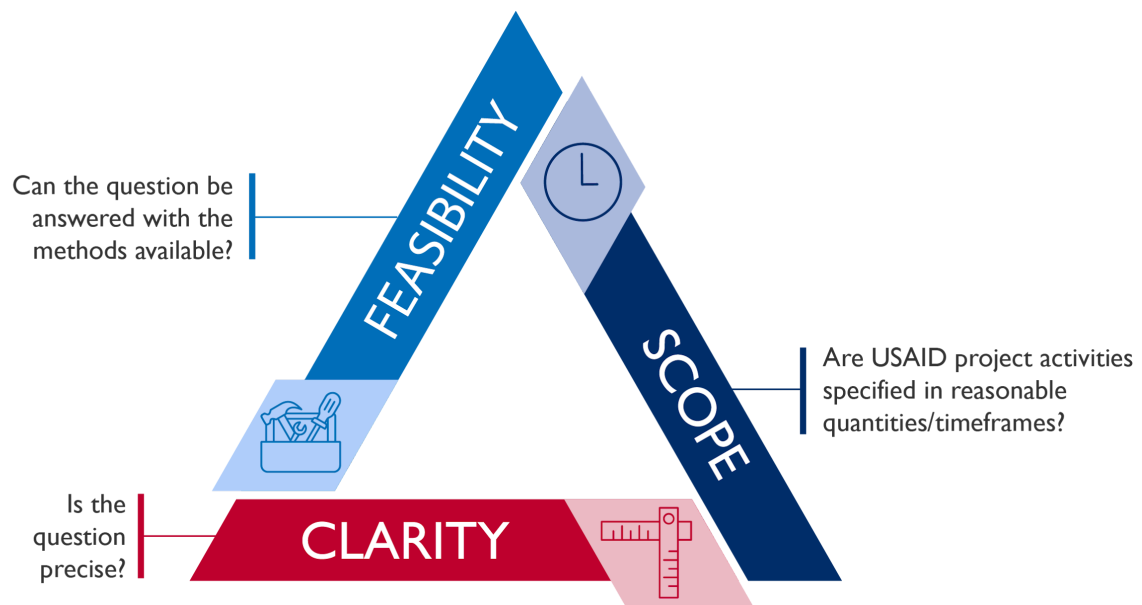 FEASIBILITY
Can the question be
answered with the
methods available?
SCOPE
Are USAID project activities
specified in reasonable
quantities/timeframes?
CLARITY
Is the
question
precise?